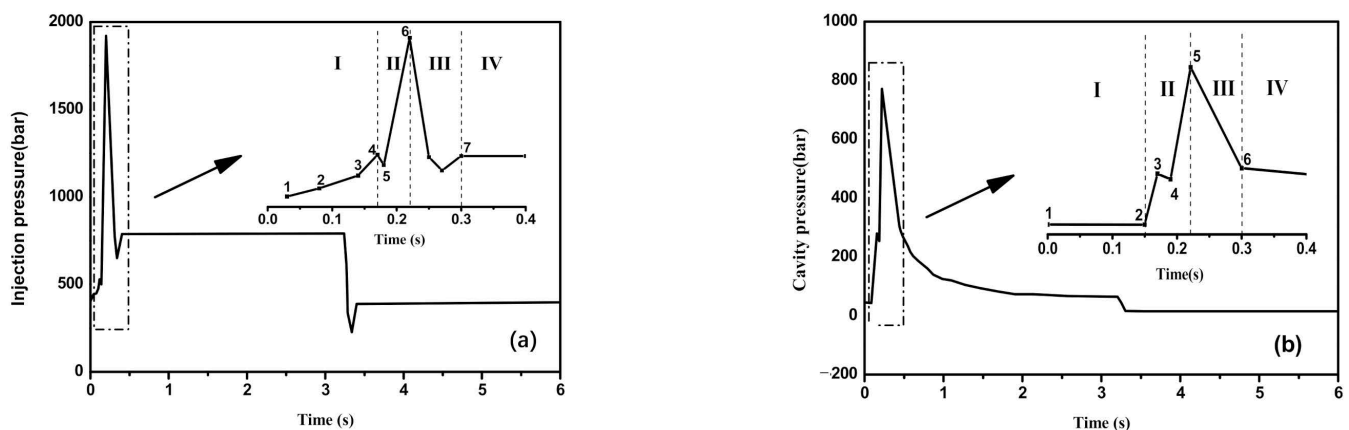 2000
1500
1000
500
0
Injection pressure(bar)
0 1 2 3 4 5 6
Time (s)
I II III IV
1 2 3 4 5 6 7
0.0 0.1 0.2 0.3 0.4
Time (s)
(a)
1000
800
600
400
200
0
−200
Cavity pressure(bar)
0 1 2 3 4 5 6
Time (s)
I II III IV
1 2 3 4 5 6
0.0 0.1 0.2 0.3 0.4
Time(s)
(b)